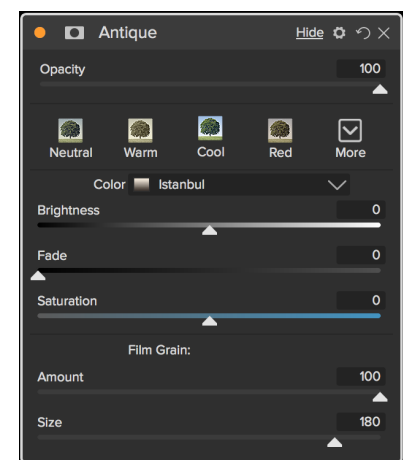 Antique Hide
Opacity 100
Neutral Warm Cool Red More
Color Istanbul
Brightness 0
Fade 0
Saturation 0
Film Grain:
Amount 100
Size 180